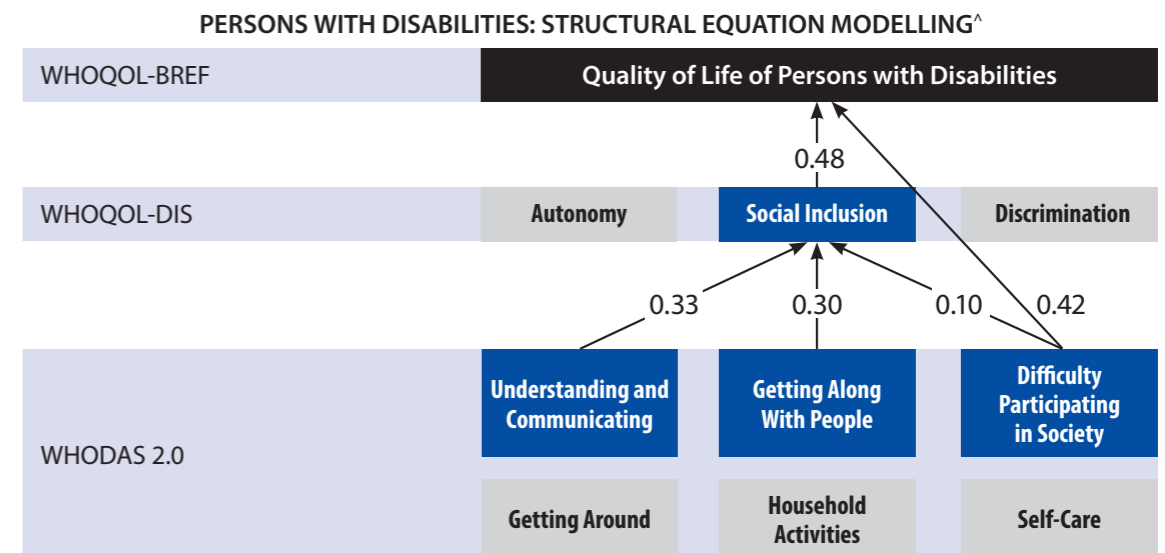 PERSONS WITH DISABILITIES: STRUCTURAL EQUATION MODELLING^
WHOQOL-BREF
Quality of Life of Persons with Disabilities
0.48
WHOQOL-DIS
Autonomy
Social Inclusion
Discrimination
0.33
0.30
0.10
0.42
WHODAS 2.0
Understanding and
Communicating
Getting Along
With People
Difficulty
Participating
in Society
Getting Around
Household
Activities
Self-Care